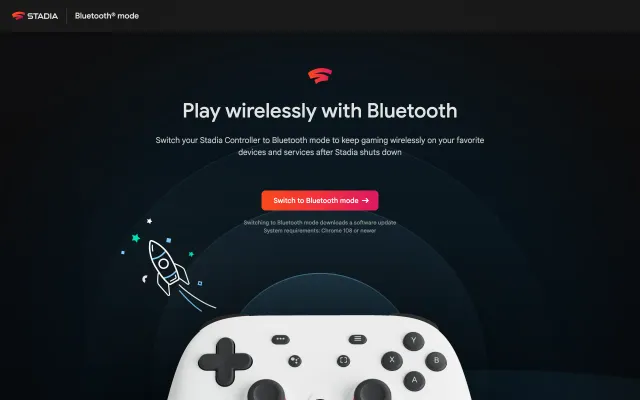 STADIA
Bluetooth® mode
Play wirelessly with Bluetooth
Switch your Stadia Controller to Bluetooth mode to keep gaming wirelessly on your favorite
devices and services after Stadia shuts down
Switch to Bluetooth mode →
Switching to Bluetooth mode downloads a software update
System requirements: Chrome 108 or newer
Y
X
B
A